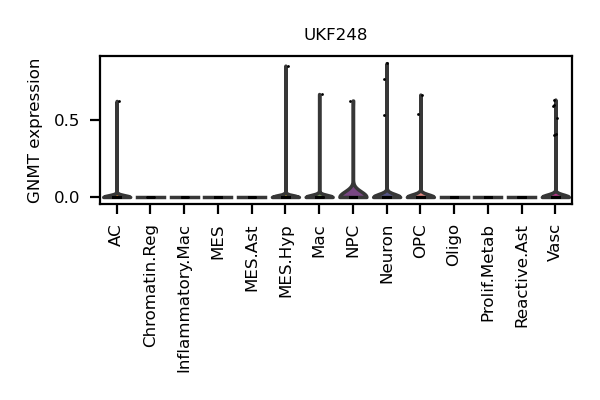 UKF248
GNMT expression
0.5
0.0
AC
Chromatin.Reg
Inflammatory.Mac
MES
MES.Ast
MES.Hyp
Mac
NPC
Neuron
OPC
Oligo
Prolif.Metab
Reactive.Ast
Vasc